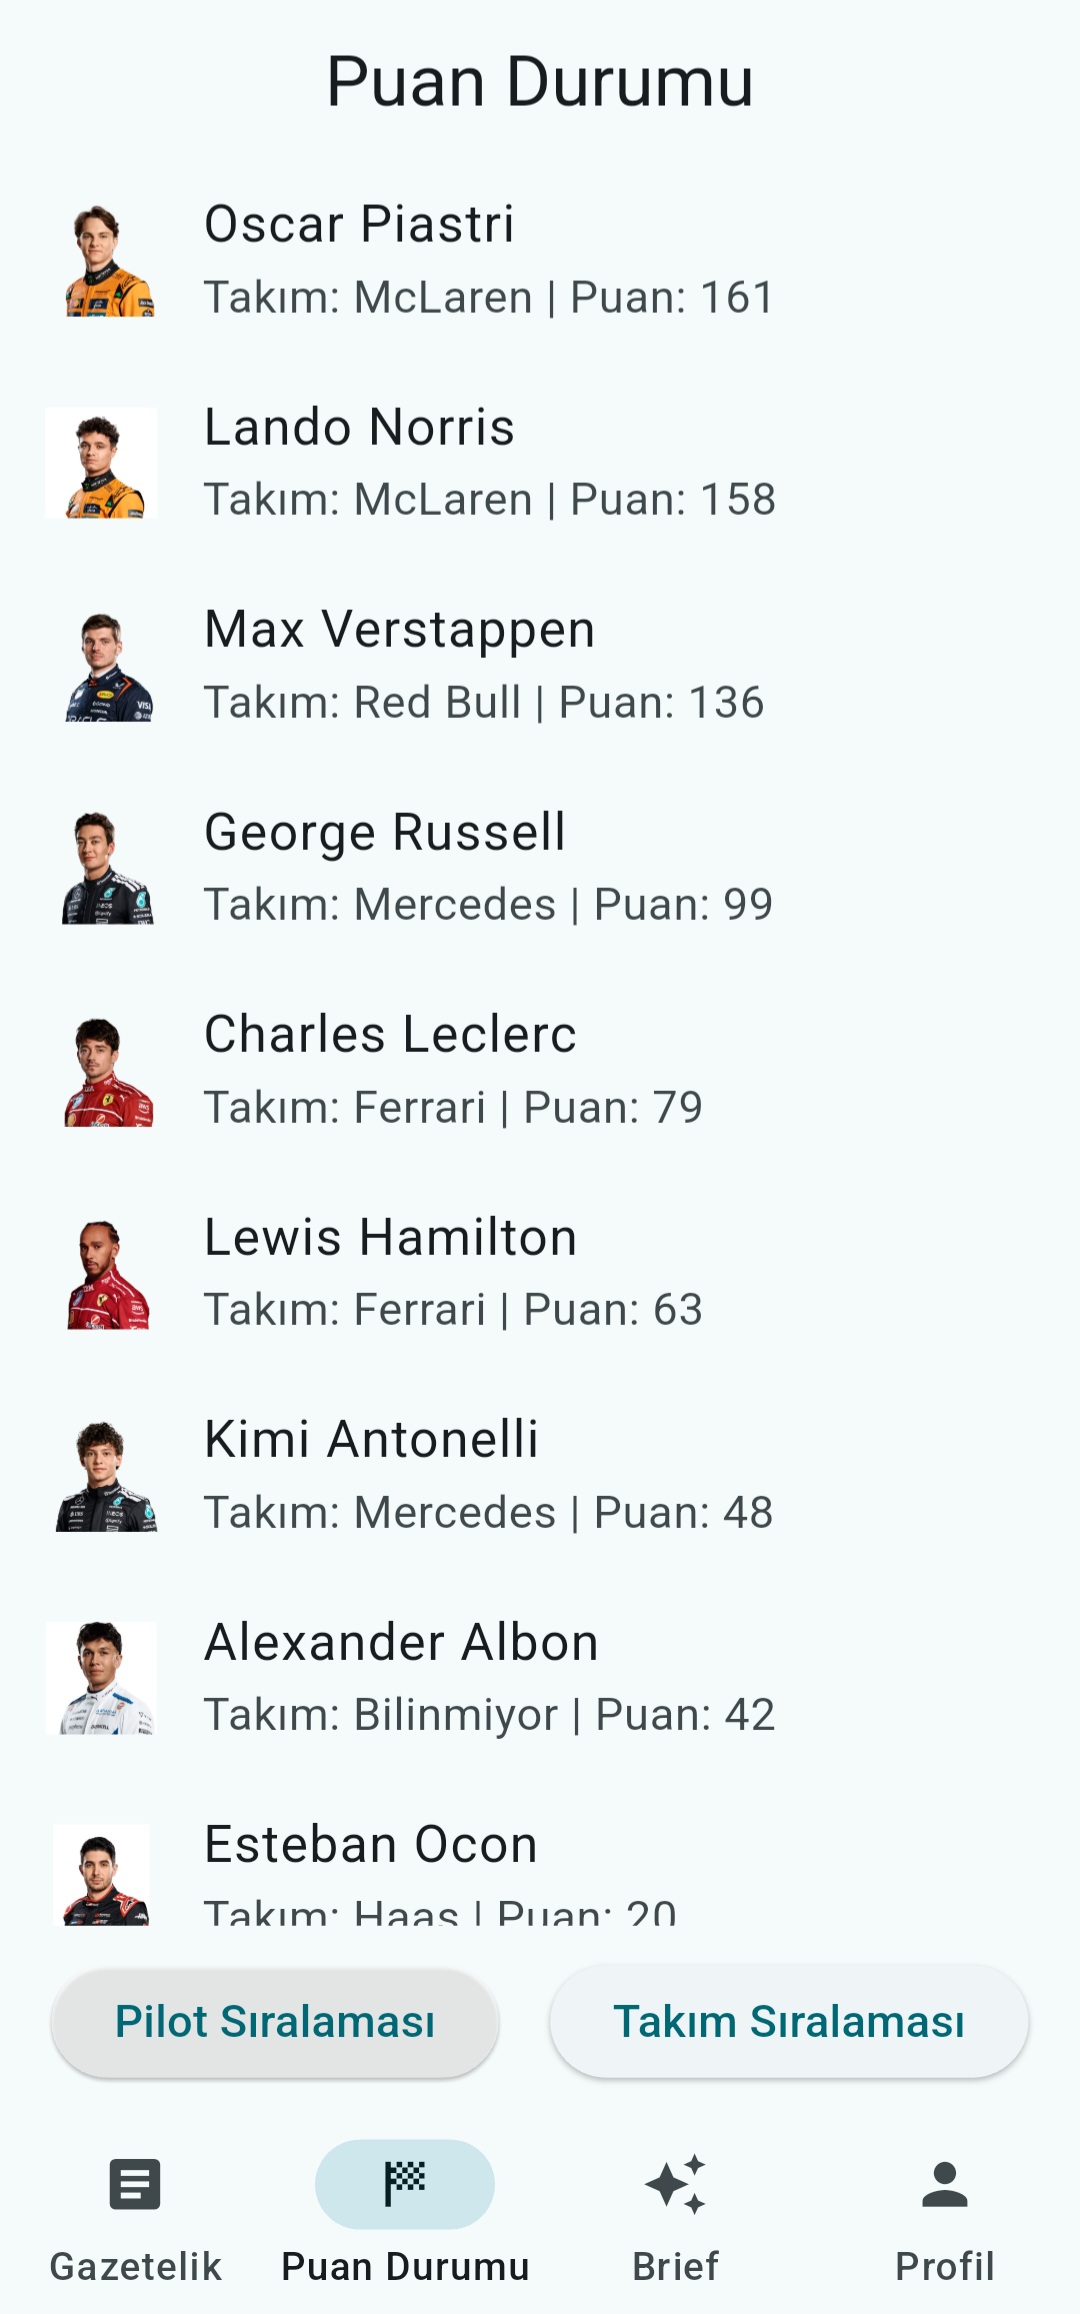 Puan Durumu
Oscar Piastri
Takım: McLaren | Puan: 161
Lando Norris
Takım: McLaren | Puan: 158
Max Verstappen
Takım: Red Bull | Puan: 136
George Russell
Takım: Mercedes | Puan: 99
Charles Leclerc
Takım: Ferrari | Puan: 79
Lewis Hamilton
Takım: Ferrari | Puan: 63
Kimi Antonelli
Takım: Mercedes | Puan: 48
Alexander Albon
Takım: Bilinmiyor | Puan: 42
Esteban Ocon
Takım: Haas | Puan: 20
Pilot Sıralaması
Takım Sıralaması
Gazetelik
Puan Durumu
Brief
Profil